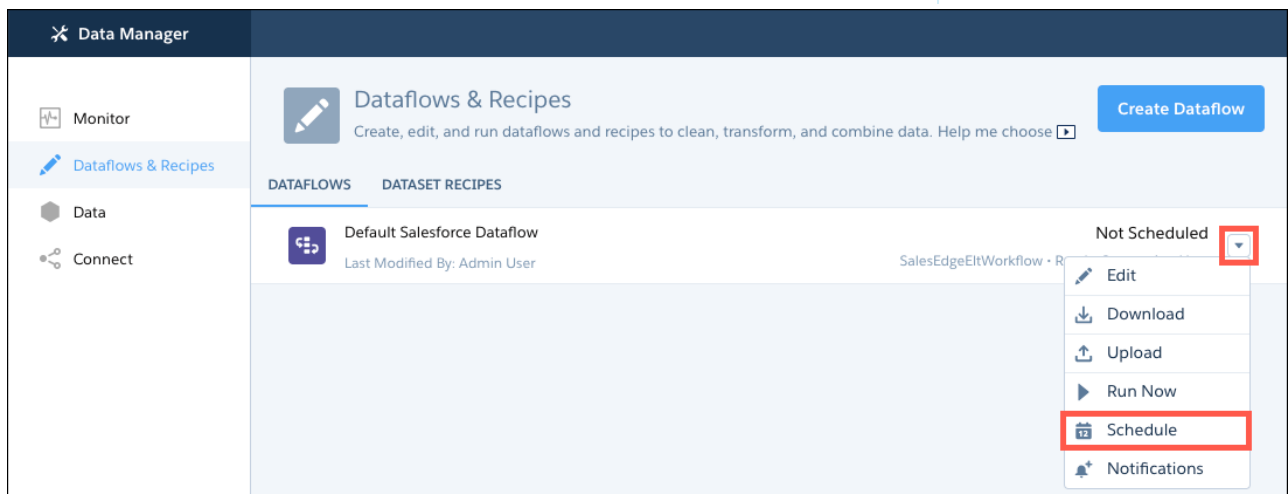 Data Manager
Monitor
Dataflows & Recipes
Data
Connect
Dataflows & Recipes
Create, edit, and run dataflows and recipes to clean, transform, and combine data. Help me choose
Create Dataflow
DATAFLOWS DATASET RECIPES
Default Salesforce Dataflow
Last Modified By: Admin User
Not Scheduled
SalesEdgeEltWorkflow • R
Edit
Download
Upload
Run Now
12 Schedule
Notifications